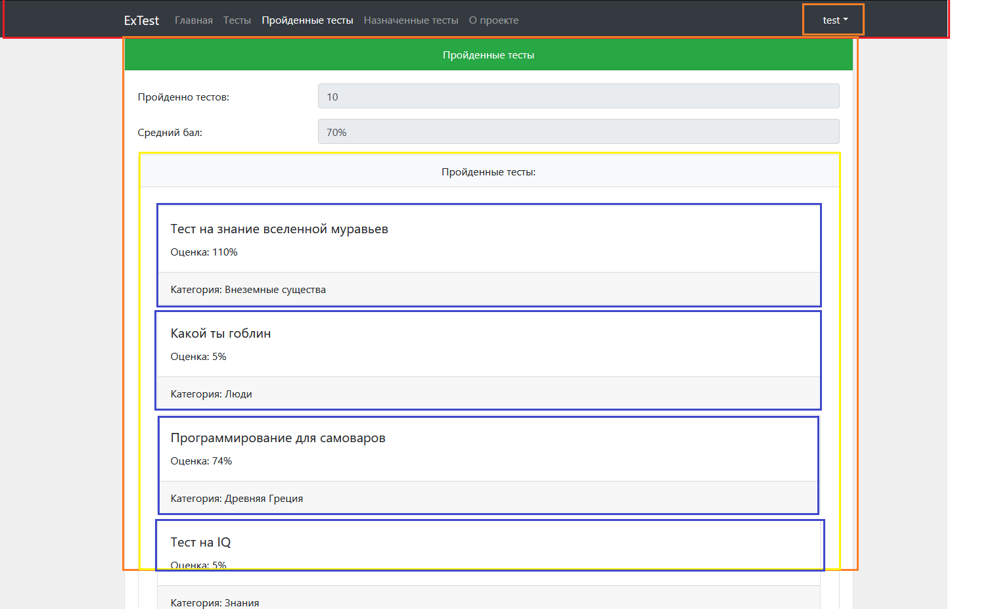 ExTest Главная Тесты Пройденные тесты Назначенные тесты О проекте test
Пройденные тесты
Пройденно тестов: 10
Средний бал: 70%
Пройденные тесты:
Тест на знание вселенной муравьев
Оценка: 110%
Категория: Внеземные существа
Какой ты гоблин
Оценка: 5%
Категория: Люди
Программирование для самоваров
Оценка: 74%
Категория: Древняя Греция
Тест на IQ
Оценка: 5%
Категория: Знания